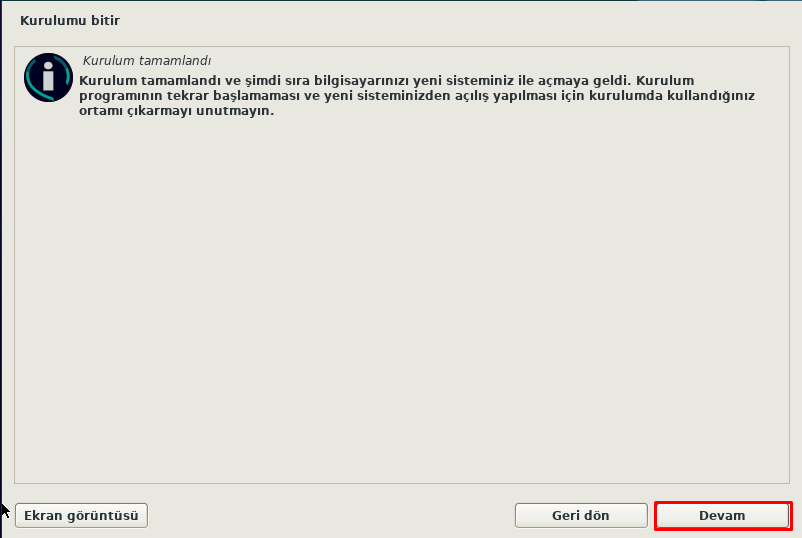 Kurulumu bitir
Kurulum tamamlandı
Kurulum tamamlandı ve şimdi sıra bilgisayarınızı yeni sisteminiz ile açmaya geldi. Kurulum
programının tekrar başlamaması ve yeni sisteminizden açılış yapılması için kurulumda kullandığınız
ortamı çıkarmayı unutmayın.
Ekran görüntüsü
Geri dön
Devam